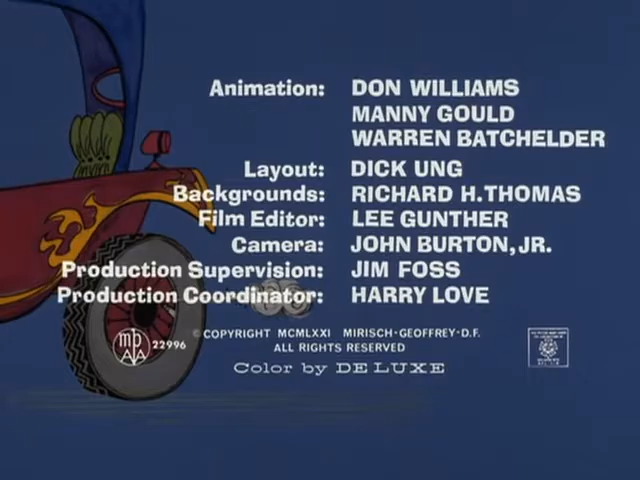 Animation: DON WILLIAMS
MANNY GOULD
WARREN BATCHELDER
Layout: DICK UNG
Backgrounds: RICHARD H. THOMAS
Film Editor: LEE GUNTHER
Camera: JOHN BURTON, JR.
Production Supervision: JIM FOSS
Production Coordinator: HARRY LOVE
© COPYRIGHT MCMLXXI MIRISCH-GEOFFREY-D.F.
ALL RIGHTS RESERVED
22996
Color by DE LUXE